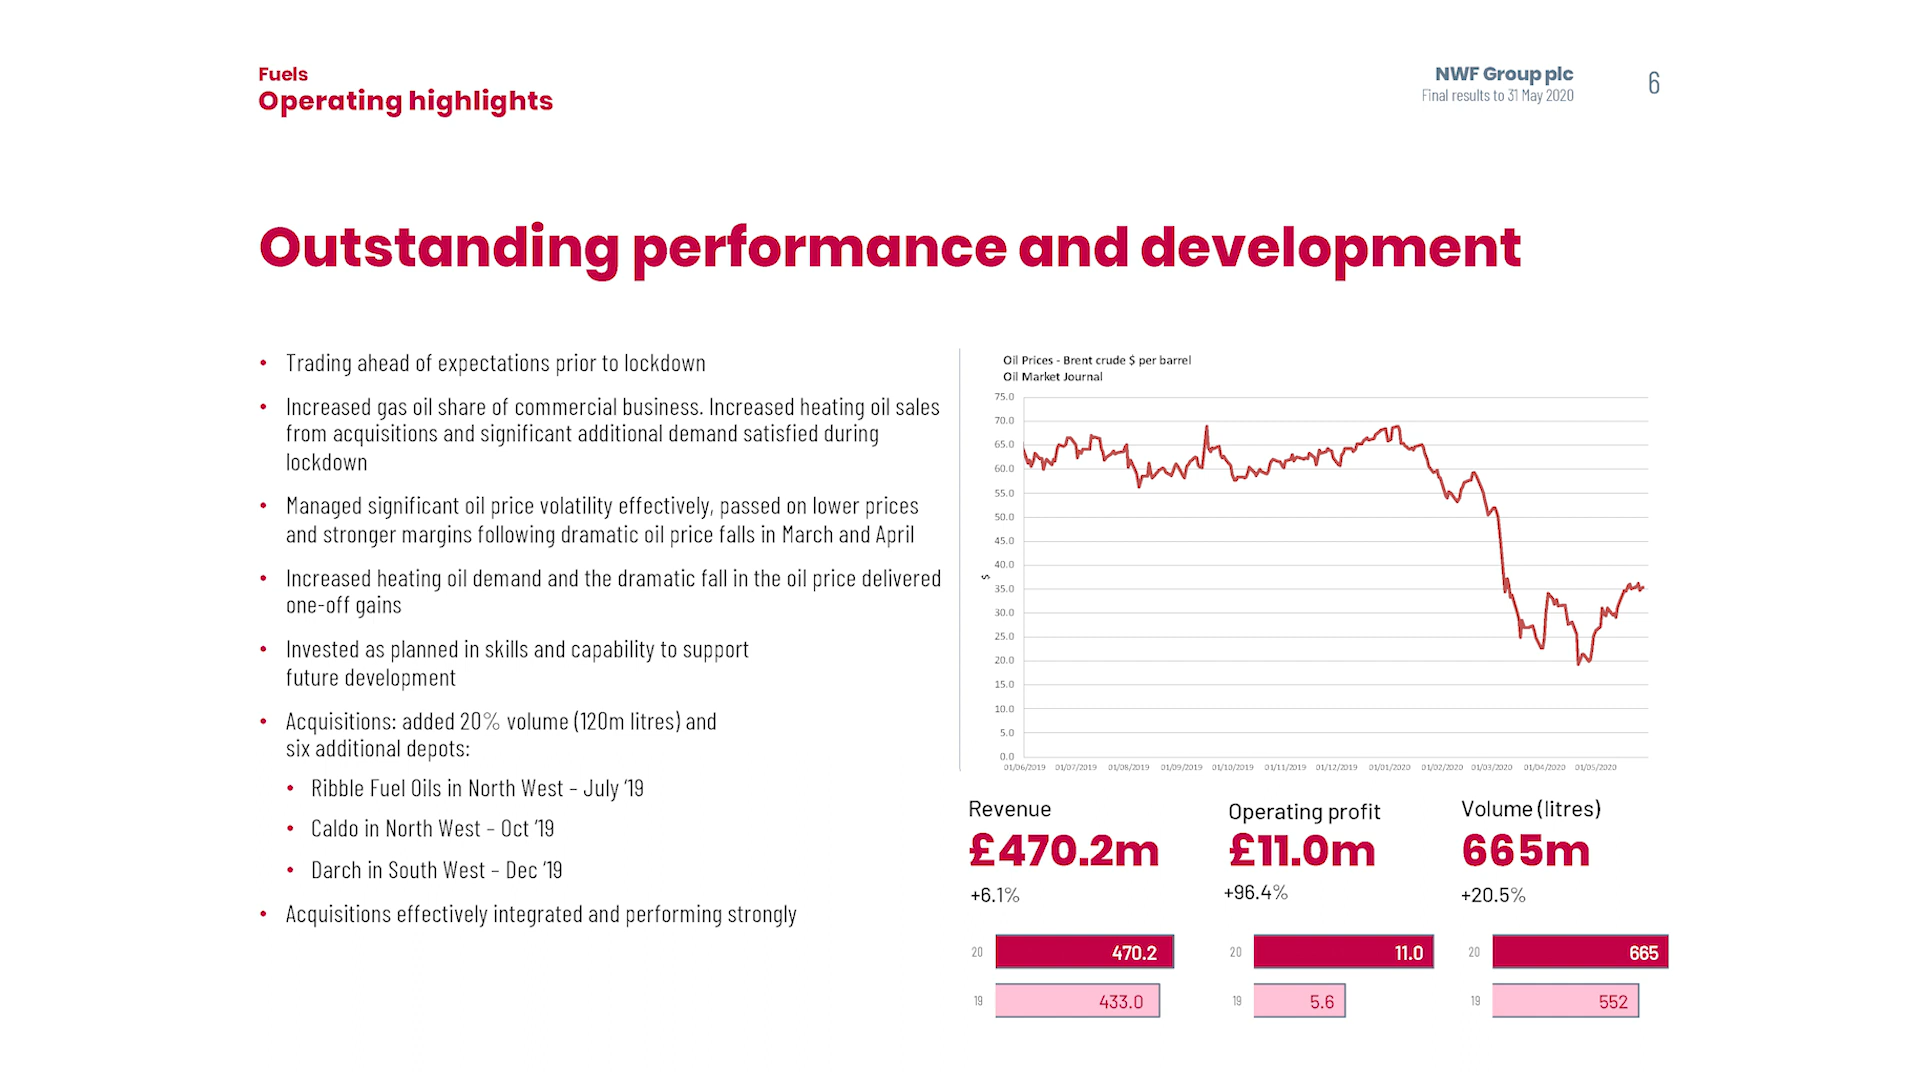 Fuels
Operating highlights
NWF Group plc
Final results to 31 May 2020
6
Outstanding performance and development
• Trading ahead of expectations prior to lockdown
• Increased gas oil share of commercial business. Increased heating oil sales
from acquisitions and significant additional demand satisfied during
lockdown
• Managed significant oil price volatility effectively, passed on lower prices
and stronger margins following dramatic oil price falls in March and April
• Increased heating oil demand and the dramatic fall in the oil price delivered
one-off gains
• Invested as planned in skills and capability to support
future development
• Acquisitions: added 20% volume (120m litres) and
six additional depots:
• Ribble Fuel Oils in North West – July ’19
• Caldo in North West – Oct ’19
• Darch in South West – Dec ’19
• Acquisitions effectively integrated and performing strongly
Oil Prices - Brent crude $ per barrel
Oil Market Journal
75.0
70.0
65.0
60.0
55.0
50.0
45.0
40.0
35.0
30.0
25.0
20.0
15.0
10.0
5.0
0.0
$
01/06/2019 01/07/2019 01/08/2019 01/09/2019 01/10/2019 01/11/2019 01/12/2019 01/01/2020 01/02/2020 01/03/2020 01/04/2020 01/05/2020
Revenue
£470.2m
+6.1%
20 470.2
19 433.0
Operating profit
£11.0m
+96.4%
20 11.0
19 5.6
Volume (litres)
665m
+20.5%
20 665
19 552